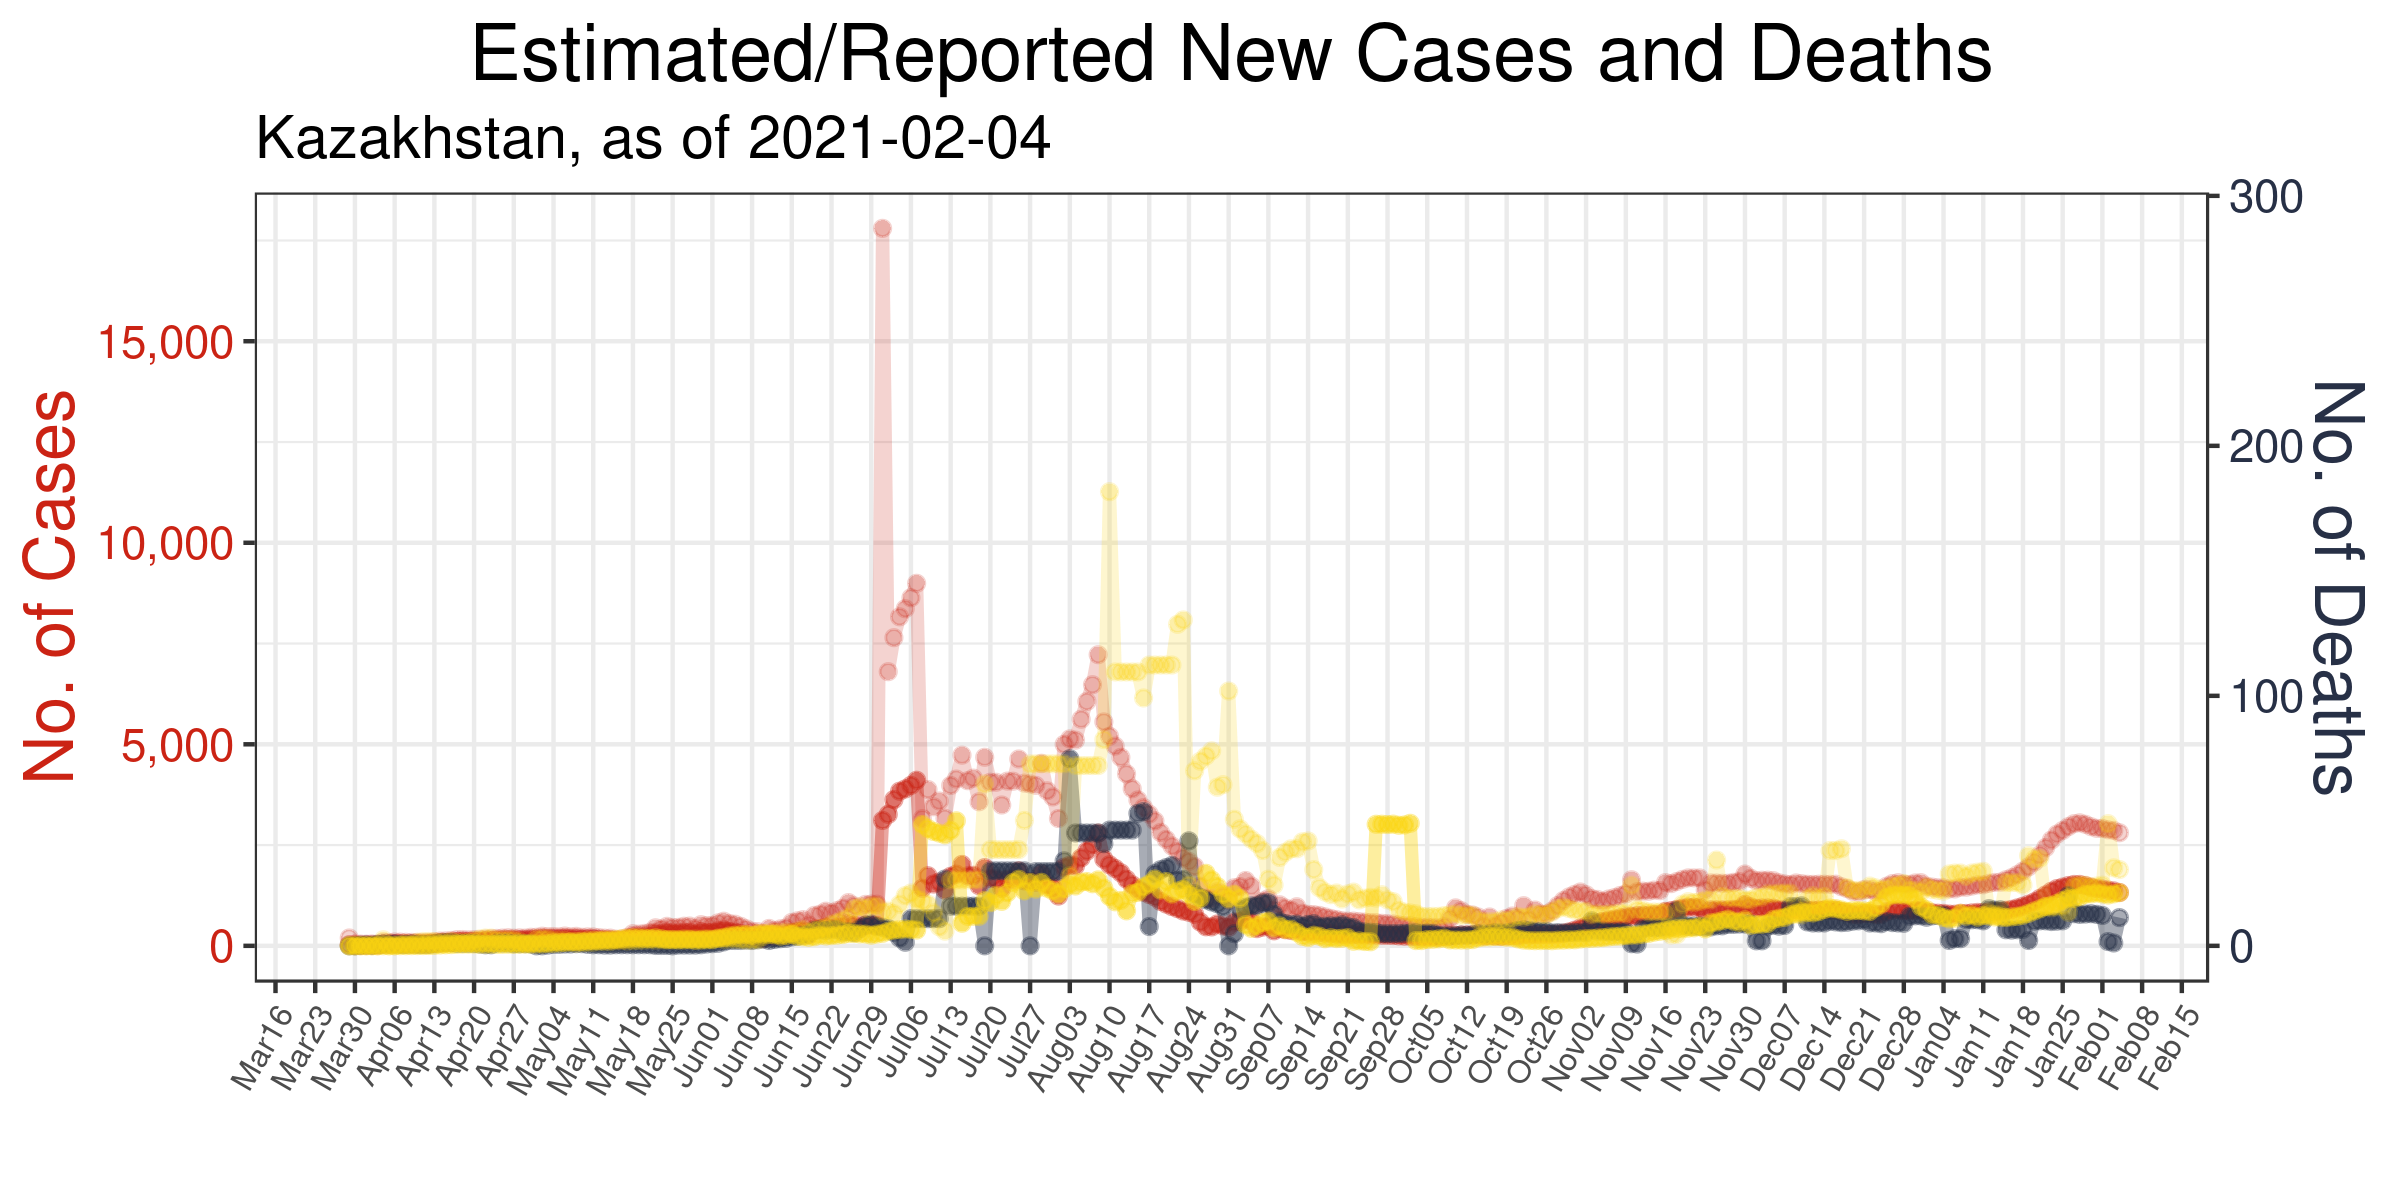 Estimated/Reported New Cases and Deaths
Kazakhstan, as of 2021-02-04
No. of Cases
15,000
10,000
5,000
0
300
200
100
0
No. of Deaths
Mar16
Mar23
Mar30
Apr06
Apr13
Apr20
Apr27
May04
May11
May18
May25
Jun01
Jun08
Jun15
Jun22
Jun29
Jul06
Jul13
Jul20
Jul27
Aug03
Aug10
Aug17
Aug24
Aug31
Sep07
Sep14
Sep21
Sep28
Oct05
Oct12
Oct19
Oct26
Nov02
Nov09
Nov16
Nov23
Nov30
Dec07
Dec14
Dec21
Dec28
Jan04
Jan11
Jan18
Jan25
Feb01
Feb08
Feb15